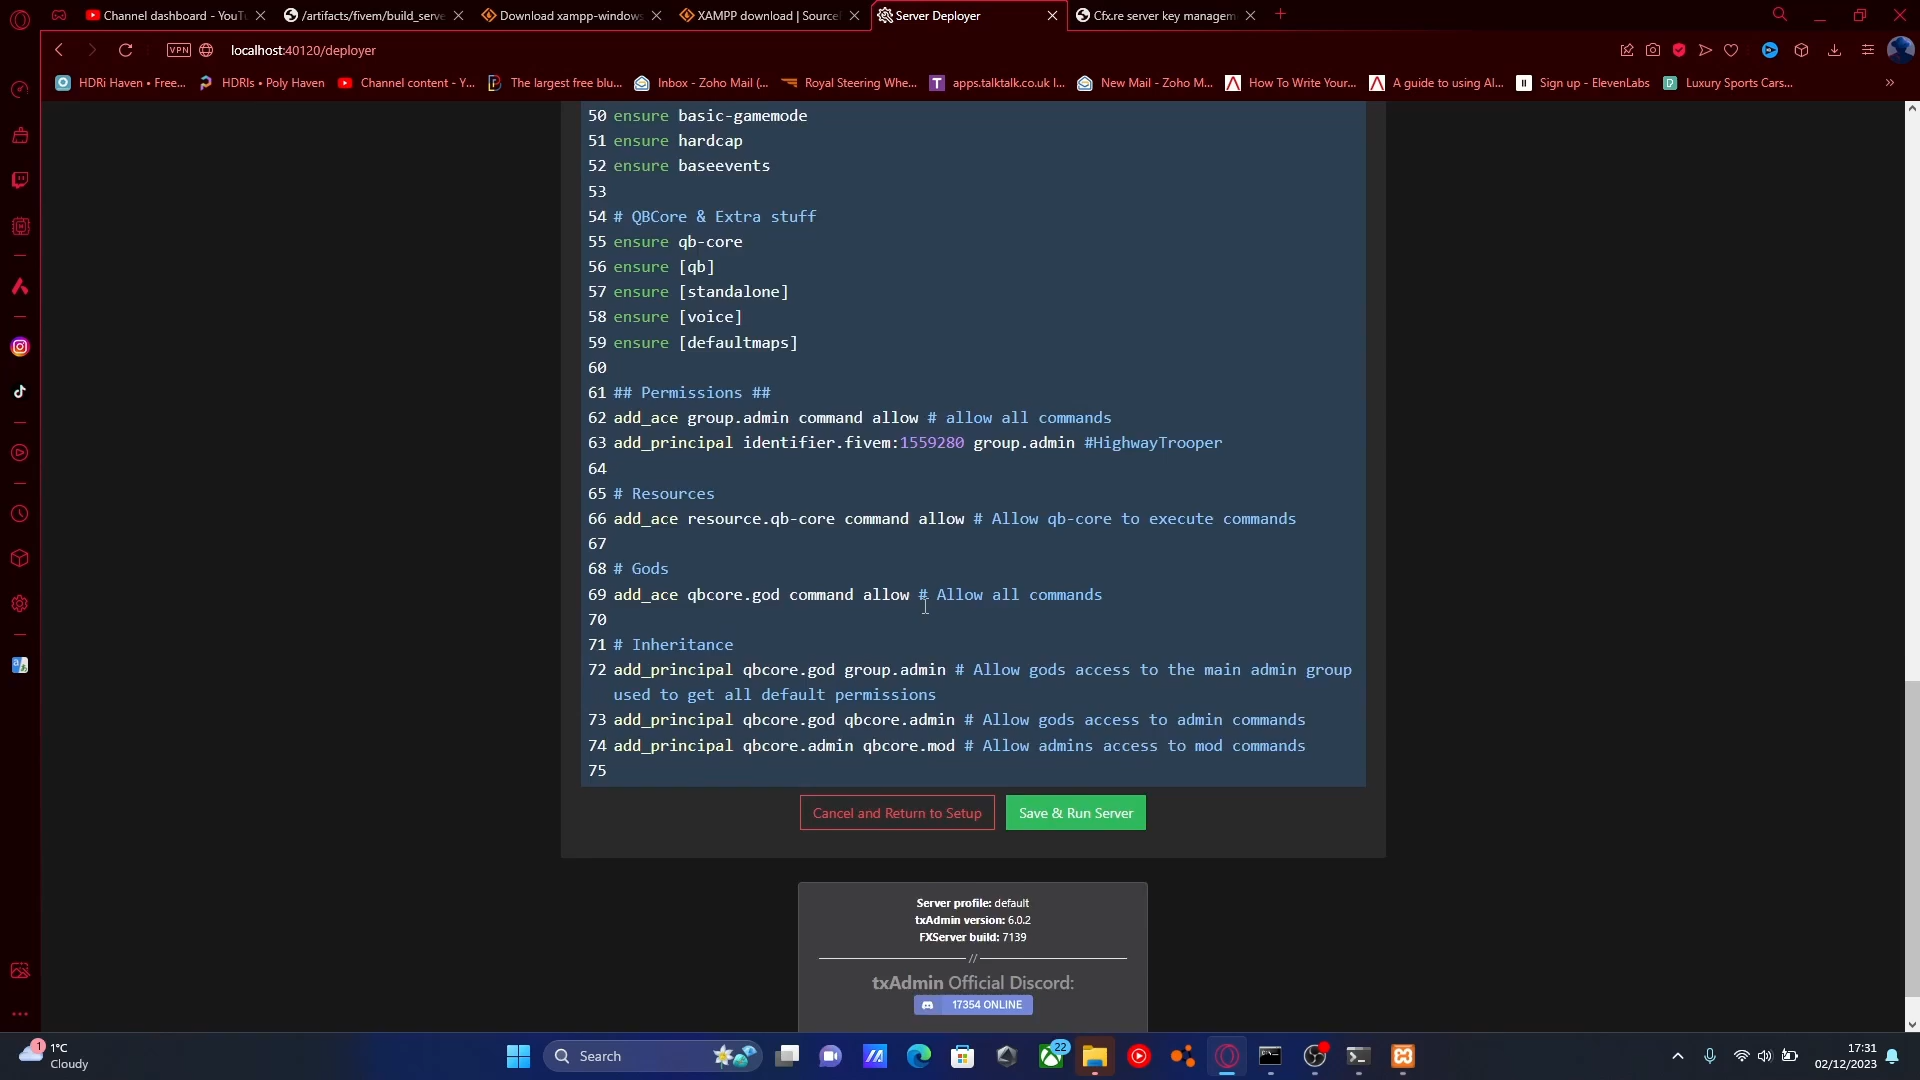 Channel dashboard - YouTu
/artifacts/fivem/build_serve
Download xampp-windows
XAMPP download | Source
Server Deployer
Cfx.re server key managem
VPN
localhost:40120/deployer
HDRi Haven • Free...
HDRIs • Poly Haven
Channel content - Y...
The largest free blu...
Inbox - Zoho Mail (...
Royal Steering Whe...
apps.talktalk.co.uk I...
New Mail - Zoho M...
How To Write Your...
A guide to using Al...
Sign up - ElevenLabs
Luxury Sports Cars...
50 ensure basic-gamemode
51 ensure hardcap
52 ensure baseevents
53
54 # QBCore & Extra stuff
55 ensure qb-core
56 ensure [qb]
57 ensure [standalone]
58 ensure [voice]
59 ensure [defaultmaps]
60
61 ## Permissions ##
62 add_ace group.admin command allow # allow all commands
63 add_principal identifier.fivem:1559280 group.admin #HighwayTrooper
64
65 # Resources
66 add_ace resource.qb-core command allow # Allow qb-core to execute commands
67
68 # Gods
69 add_ace qbcore.god command allow # Allow all commands
70
71 # Inheritance
72 add_principal qbcore.god group.admin # Allow gods access to the main admin group
used to get all default permissions
73 add_principal qbcore.god qbcore.admin # Allow gods access to admin commands
74 add_principal qbcore.admin qbcore.mod # Allow admins access to mod commands
75
Cancel and Return to Setup
Save & Run Server
Server profile: default
txAdmin version: 6.0.2
FXServer build: 7139
//
txAdmin Official Discord:
17354 ONLINE
1
1°C
Cloudy
Search
22
17:31
02/12/2023